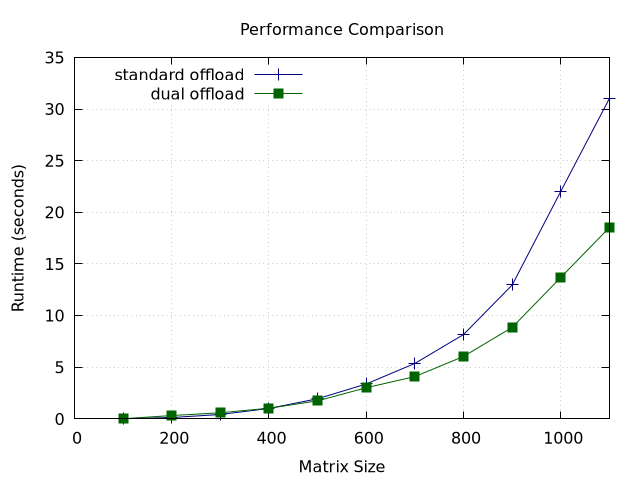 Performance Comparison
standard offload
dual offload
Runtime (seconds)
35
30
25
20
15
10
5
0
0 200 400 600 800 1000
Matrix Size